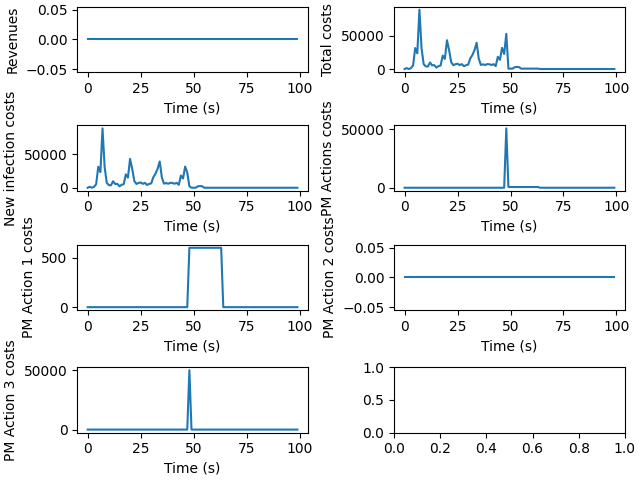 Revenues
0.05
0.00
−0.05
0 25 50 75 100
Time (s)
Total costs
50000
0
0 25 50 75 100
Time (s)
New infection costs
50000
0
0 25 50 75 100
Time (s)
PM Actions costs
50000
0
0 25 50 75 100
Time (s)
PM Action 1 costs
500
0
0 25 50 75 100
Time (s)
PM Action 2 costs
0.05
0.00
−0.05
0 25 50 75 100
Time (s)
PM Action 3 costs
50000
0
0 25 50 75 100
Time (s)
1.0
0.5
0.0
0.0 0.2 0.4 0.6 0.8 1.0